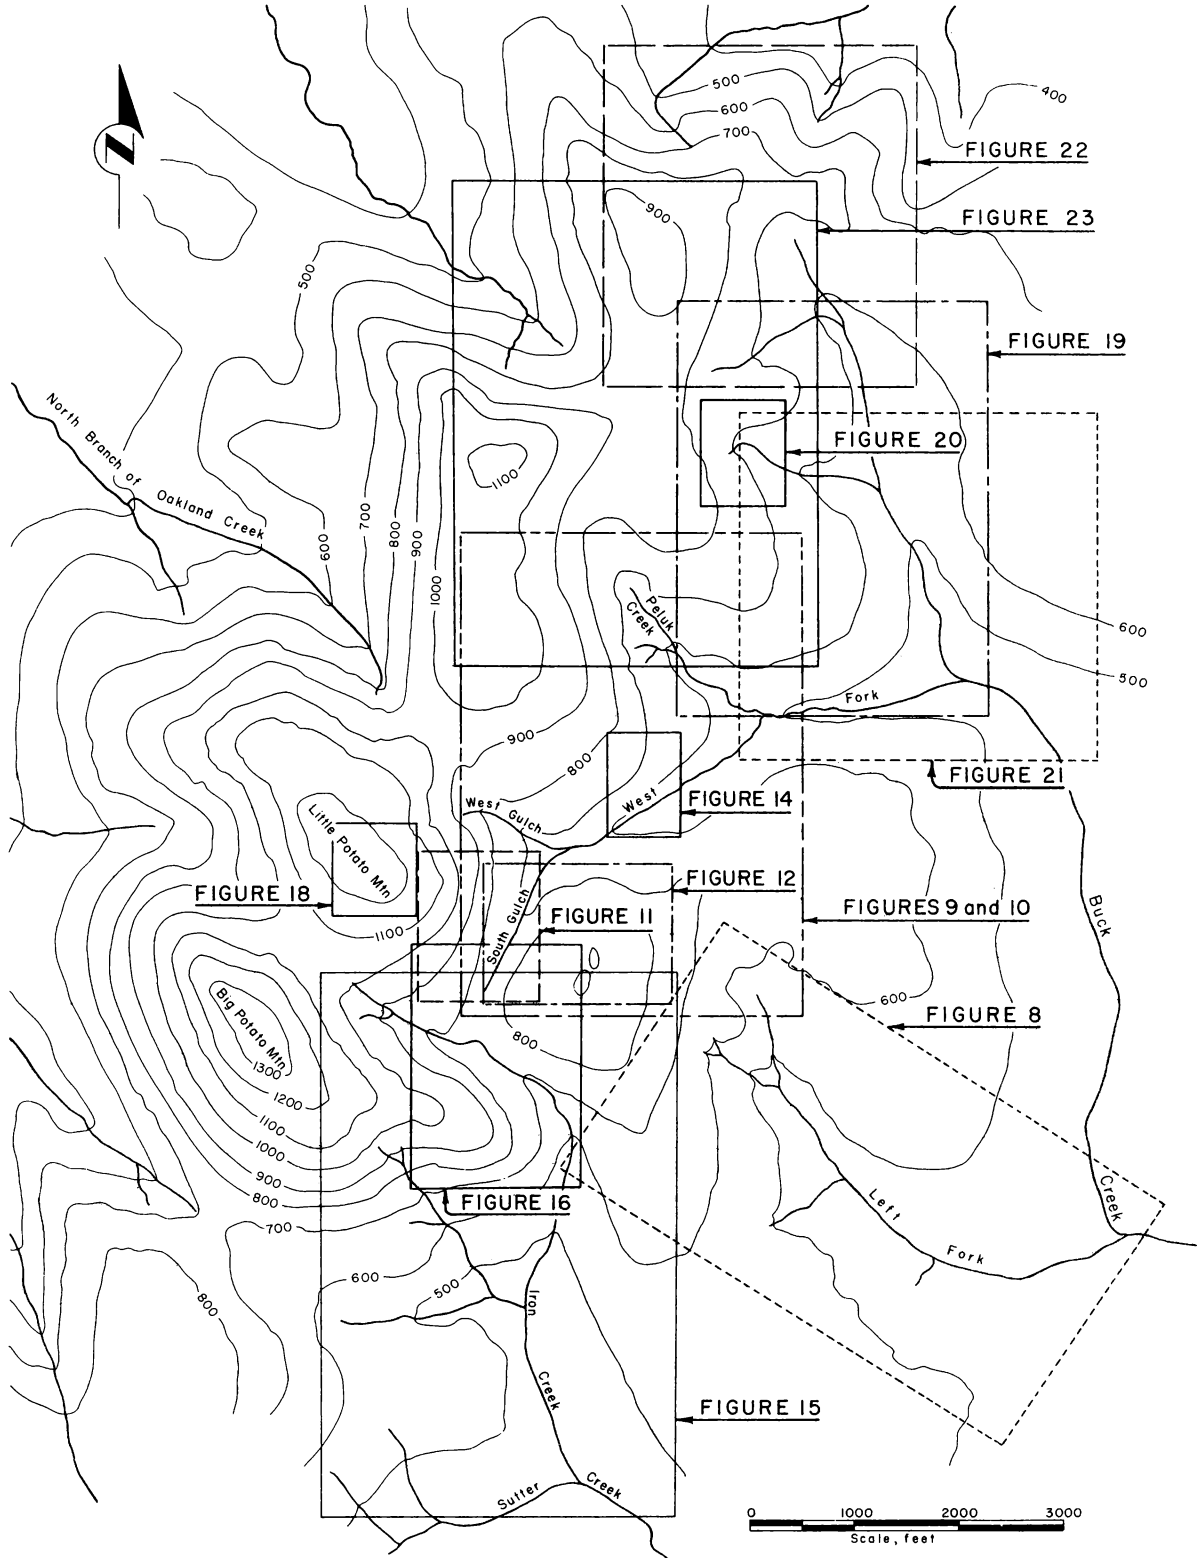 500
400
600
700
FIGURE 22
900
FIGURE 23
500
FIGURE 19
North Branch of Oakland Creek
FIGURE 20
1100
700
800
900
600
1000
Peluk
Creek
600
500
Fork
900
800
FIGURE 21
West
FIGURE 14
West Gulch
Little Potato Mtn
FIGURE 12
FIGURE 18
FIGURES 9 and 10
FIGURE 11
South Gulch
1100
Buck
600
FIGURE 8
Big Potato Mtn
800
1300
1200
1100
1000
900
800
700
FIGURE 16
Left
Creek
Fork
600
500
800
Iron
Creek
FIGURE 15
Sutter
Creek
0 1000 2000 3000
Scale, feet
N